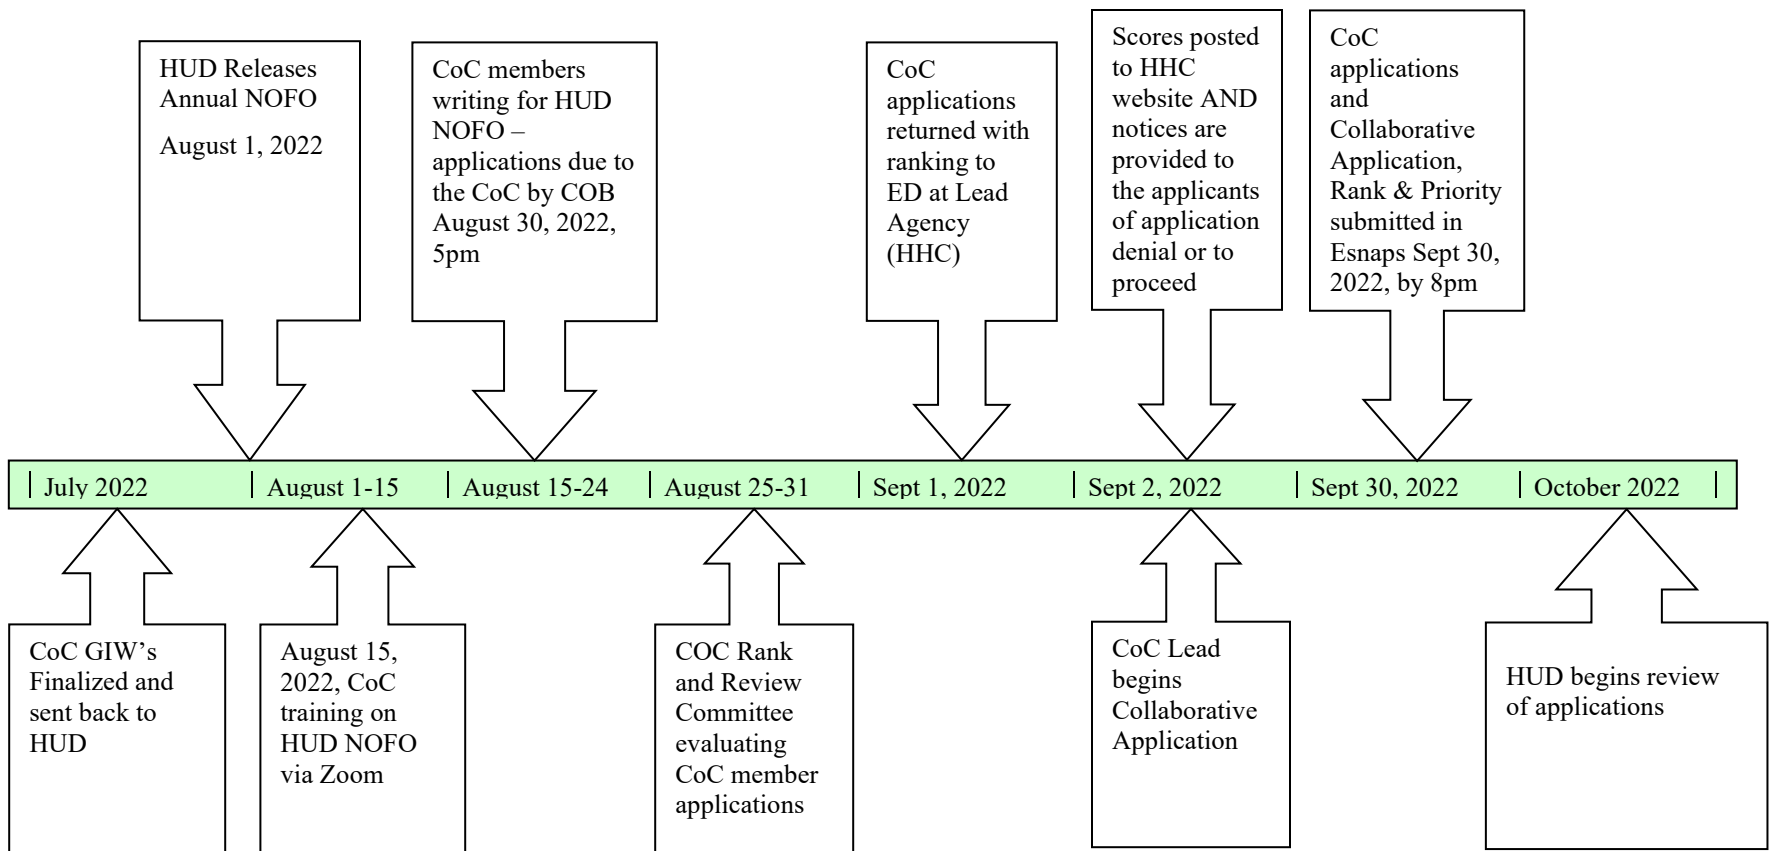 HUD Releases
Annual NOFO
August 1, 2022
CoC members
writing for HUD
NOFO –
applications due to
the CoC by COB
August 30, 2022,
5pm
CoC
applications
returned with
ranking to
ED at Lead
Agency
(HHC)
Scores posted
to HHC
website AND
notices are
provided to
the applicants
of application
denial or to
proceed
CoC
applications
and
Collaborative
Application,
Rank & Priority
submitted in
Esnaps Sept 30,
2022, by 8pm
July 2022
August 1-15
August 15-24
August 25-31
Sept 1, 2022
Sept 2, 2022
Sept 30, 2022
October 2022
CoC GIW’s
Finalized and
sent back to
HUD
August 15,
2022, CoC
training on
HUD NOFO
via Zoom
COC Rank
and Review
Committee
evaluating
CoC member
applications
CoC Lead
begins
Collaborative
Application
HUD begins review
of applications